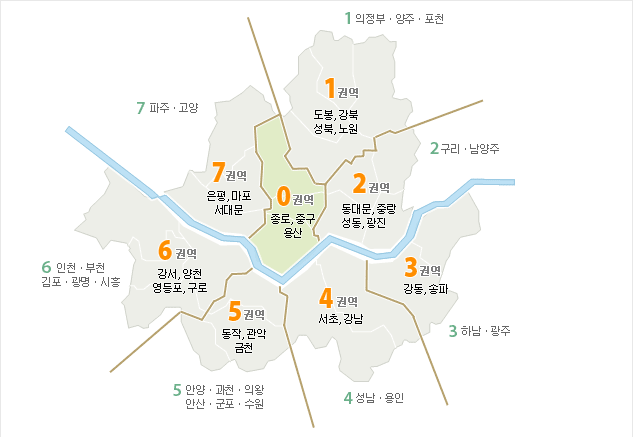 1 의정부 · 양주 · 포천
1 권역
도봉, 강북
성북, 노원
7 파주 · 고양
2 구리 · 남양주
7 권역
은평, 마포
서대문
0 권역
종로, 중구
용산
2 권역
동대문, 중랑
성동, 광진
6 권역
강서, 양천
영등포, 구로
6 인천 · 부천
김포 · 광명 · 시흥
3 권역
강동, 송파
4 권역
서초, 강남
5 권역
동작, 관악
금천
3 하남 · 광주
5 안양 · 과천 · 의왕
안산 · 군포 · 수원
4 성남 · 용인